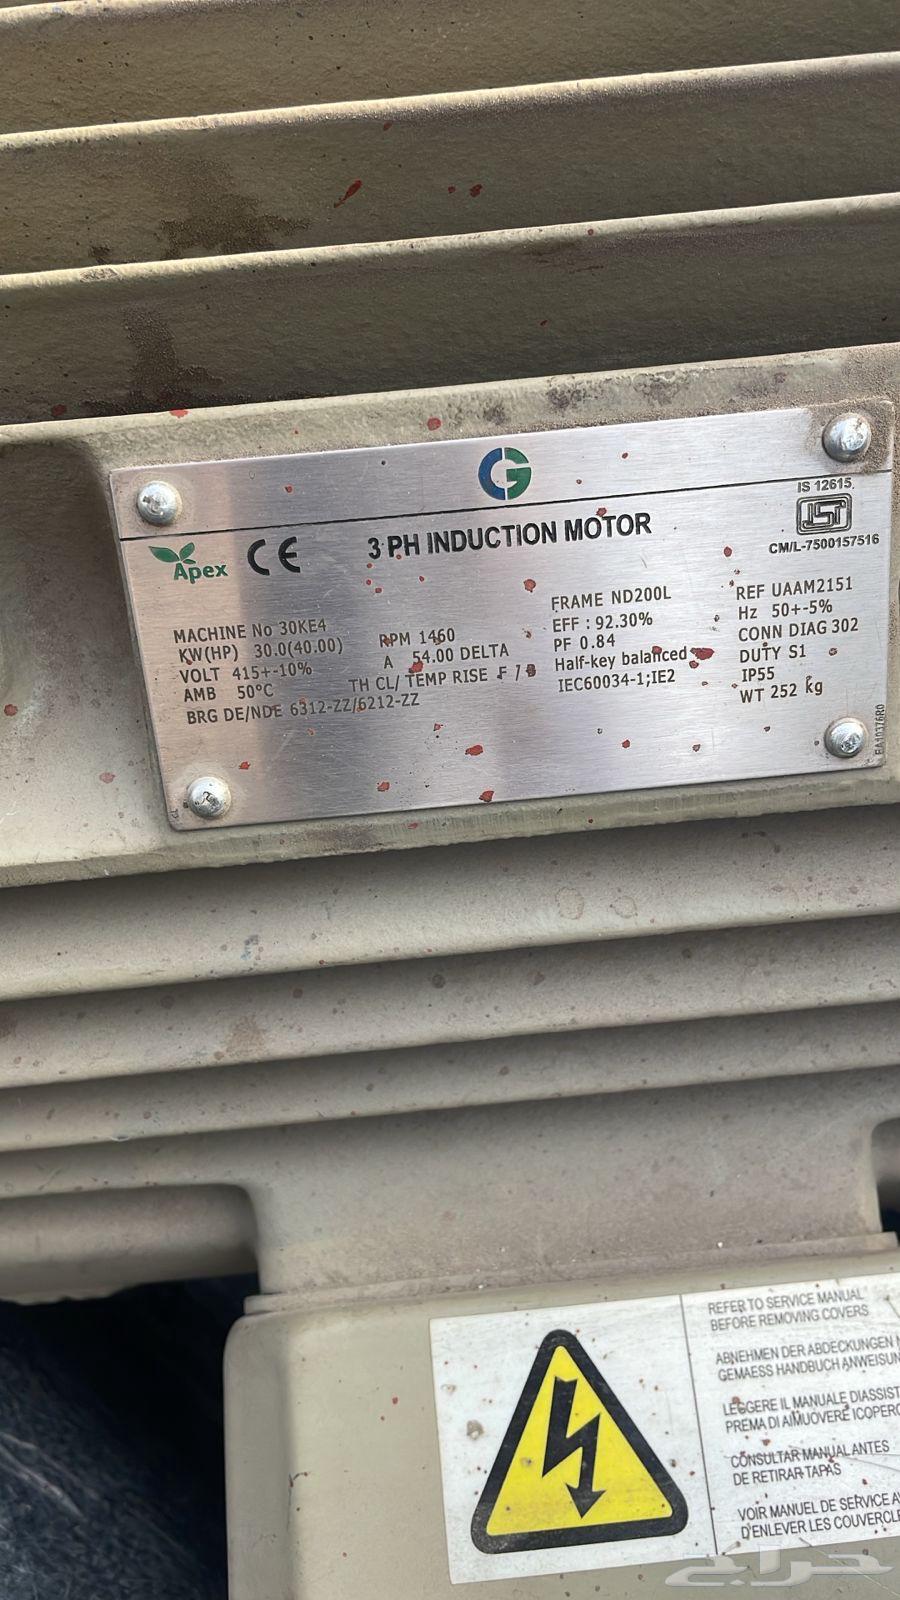 G
IS 12615
ISI
CM/L-7500157516
Apex
CE
3 PH INDUCTION MOTOR
MACHINE No 30KE4
KW(HP) 30.0(40.00)
RPM 1460
FRAME ND200L
REF UAAM2151
VOLT 415+-10%
A 54.00 DELTA
EFF : 92.30%
Hz 50+-5%
AMB 50°C
TH CL/ TEMP RISE F /
PF 0.84
CONN DIAG 302
BRG DE/NDE 6312-ZZ/6212-ZZ
Half-key balanced
DUTY S1
IEC60034-1;IE2
IP55
WT 252 kg
EA10376R0
REFER TO SERVICE MANUAL
BEFORE REMOVING COVERS
ABNEHMEN DER ABDECKUNGEN N
GEMAESS HANDBUCH ANWEISUN
LEGGERE IL MANUALE DIASSIST
PREMA DI AIMUOVERE ICOPERC
CONSULTAR MANUAL ANTES
DE RETIRAR TAPAS
VOIR MANUEL DE SERVICE A
D'ENLEVER LES COUVERCLE
حراج